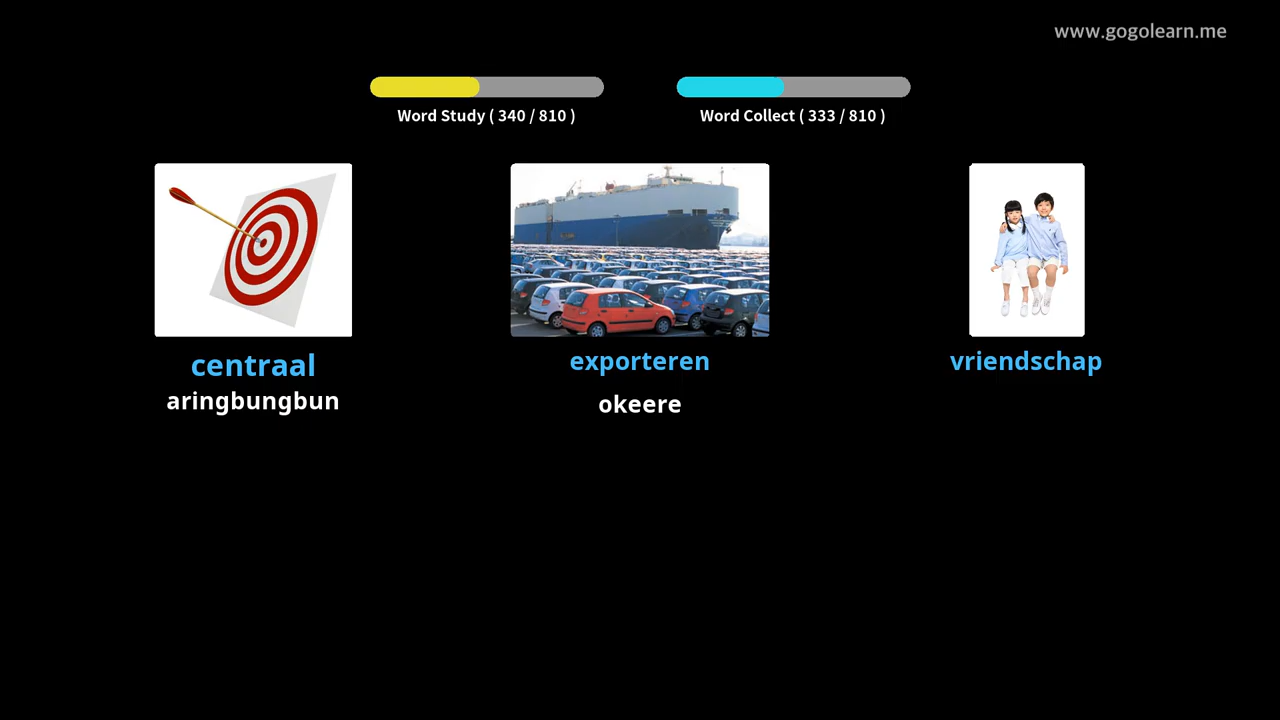 www.gogolearn.me
Word Study ( 340 / 810 )
Word Collect ( 333 / 810 )
centraal
aringbungbun
exporteren
okeere
vriendschap